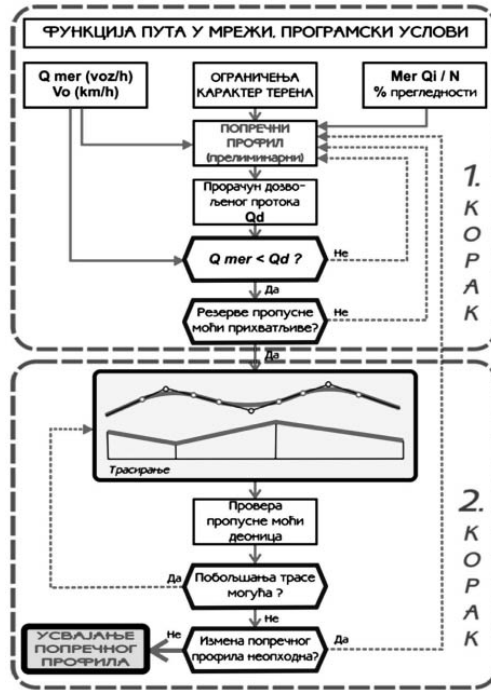 ФУНКЦИЈА ПУТА У МРЕЖИ, ПРОГРАМСКИ УСЛОВИ
Q mer (voz/h)
Vo (km/h)
ОГРАНИЧЕЊА
КАРАКТЕР ТЕРЕНА
Mer Qi / N
% прегледности
ПОПРЕЧНИ
ПРОФИЛ
(прелиминарни)
Прорачун дозво-
љеног протока
Qd
Q mer < Qd ?
Не
Да
Резерве пропусне
моћи прихватљиве?
Не
Да
1. КОРАК
Трасирање
Провера
пропусне моћи
деоница
Да
Побољшања трасе
могућа ?
Не
Измена попречног
профила неопходна?
Не
Да
УСВАЈАЊЕ
ПОПРЕЧНОГ
ПРОФИЛА
2. КОРАК